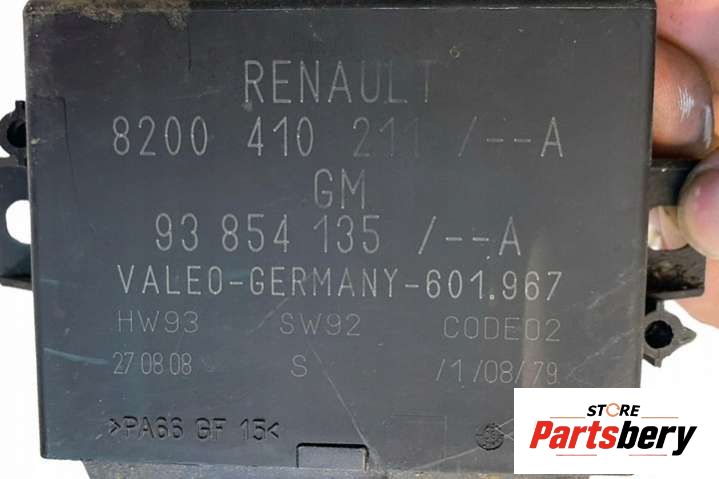 RENAULT
8200 410 211 /--A
GM
93 854 135 /--A
VALEO-GERMANY-601.967
HW93 SW92 CODE02
27 08 08 S /1/08/79
>PA66 GF 15<
STORE
Partsbery